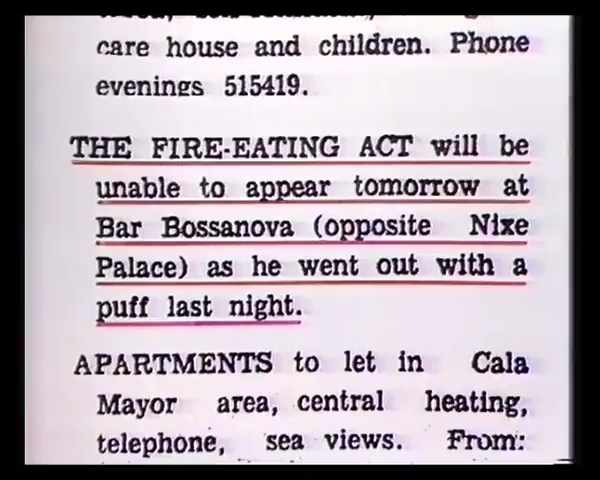 care house and children. Phone
evenings 515419.
THE FIRE-EATING ACT will be
unable to appear tomorrow at
Bar Bossanova (opposite Nixe
Palace) as he went out with a
puff last night.
APARTMENTS to let in Cala
Mayor area, central heating,
telephone, sea views. From: